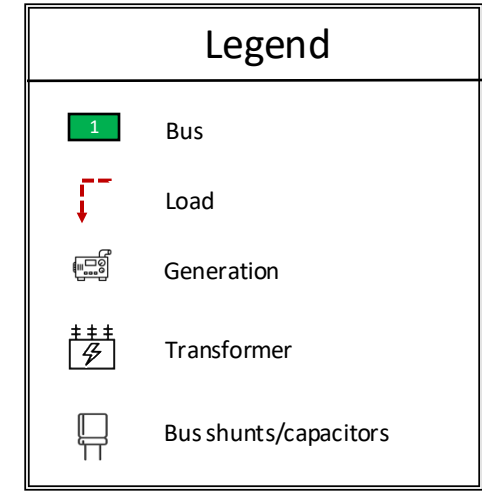 Legend
1 Bus
Load
Generation
Transformer
Bus shunts/capacitors